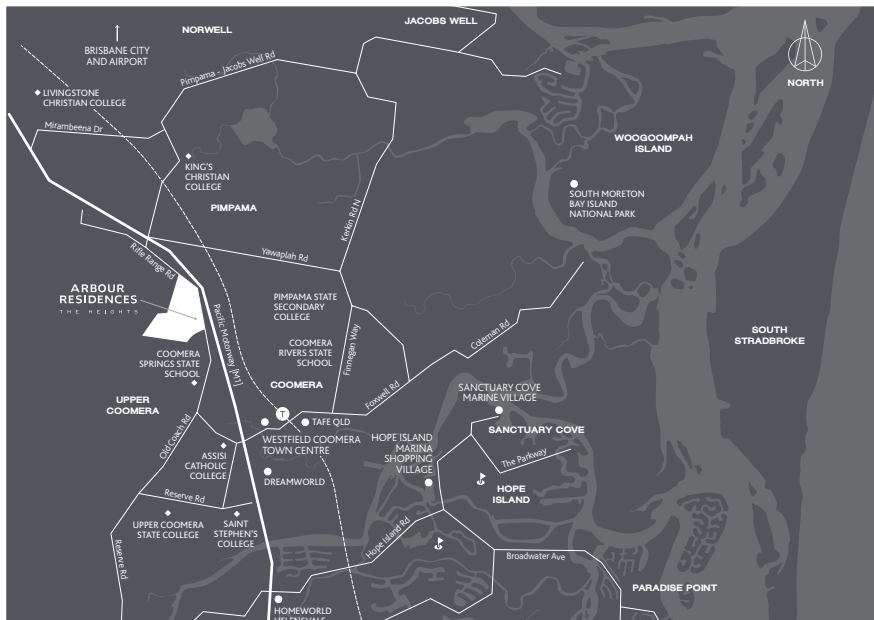 JACOBS WELL
NORWELL
BRISBANE CITY
AND AIRPORT
NORTH
Pimpama - Jacobs Well Rd
LIVINGSTONE
CHRISTIAN COLLEGE
Mirambeena Dr
WOOGOOMPAH
ISLAND
KING'S
CHRISTIAN
COLLEGE
SOUTH MORETON
BAY ISLAND
NATIONAL PARK
PIMPAMA
Kerkin Rd N
Rifle Range Rd
Yawaplah Rd
ARBOUR
RESIDENCES
THE HEIGHTS
PIMPAMA STATE
SECONDARY
COLLEGE
Pacific Motorway [M1]
COOMERA
RIVERS STATE
SCHOOL
Finnegan Way
Coleman Rd
SOUTH
STRADBROKE
COOMERA
SPRINGS STATE
SCHOOL
COOMERA
Foxwell Rd
SANCTUARY COVE
MARINE VILLAGE
UPPER
COOMERA
T
TAFE QLD
SANCTUARY COVE
Old Coach Rd
WESTFIELD COOMERA
TOWN CENTRE
HOPE ISLAND
MARINA
SHOPPING
VILLAGE
ASSISI
CATHOLIC
COLLEGE
The Parkway
DREAMWORLD
HOPE
ISLAND
Reserve Rd
UPPER COOMERA
STATE COLLEGE
SAINT
STEPHEN'S
COLLEGE
Hope Island Rd
Reserve Rd
Broadwater Ave
PARADISE POINT
HOMEWORLD
HELENSVALE